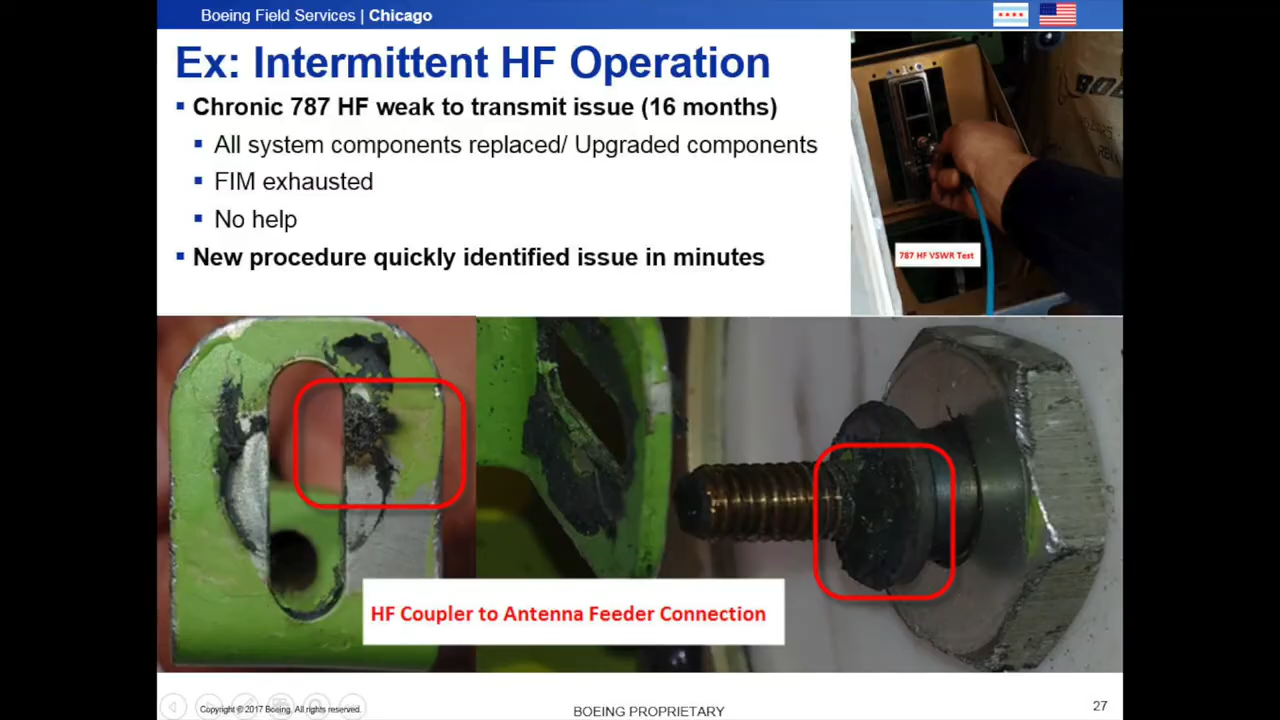 Boeing Field Services | Chicago
Ex: Intermittent HF Operation
▪ Chronic 787 HF weak to transmit issue (16 months)
▪ All system components replaced/ Upgraded components
▪ FIM exhausted
▪ No help
▪ New procedure quickly identified issue in minutes
787 HF VSWR Test
HF Coupler to Antenna Feeder Connection
Copyright © 2017 Boeing. All rights reserved.
BOEING PROPRIETARY
27